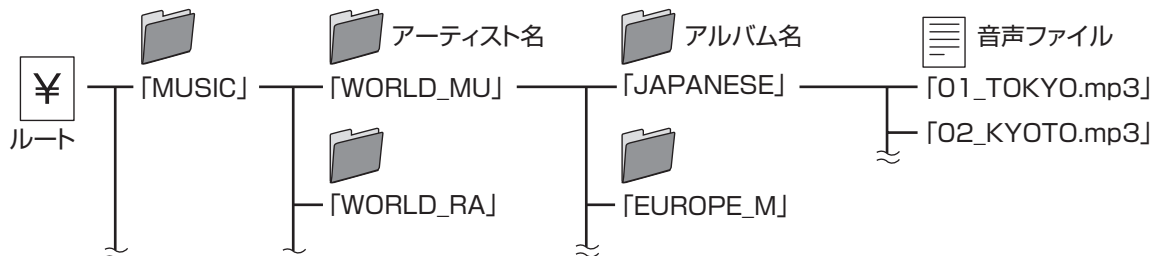 アーティスト名
アルバム名
音声ファイル
¥
「MUSIC」
「WORLD_MU」
「JAPANESE」
「01_TOKYO.mp3」
ルート
「02_KYOTO.mp3」
「WORLD_RA」
「EUROPE_M」